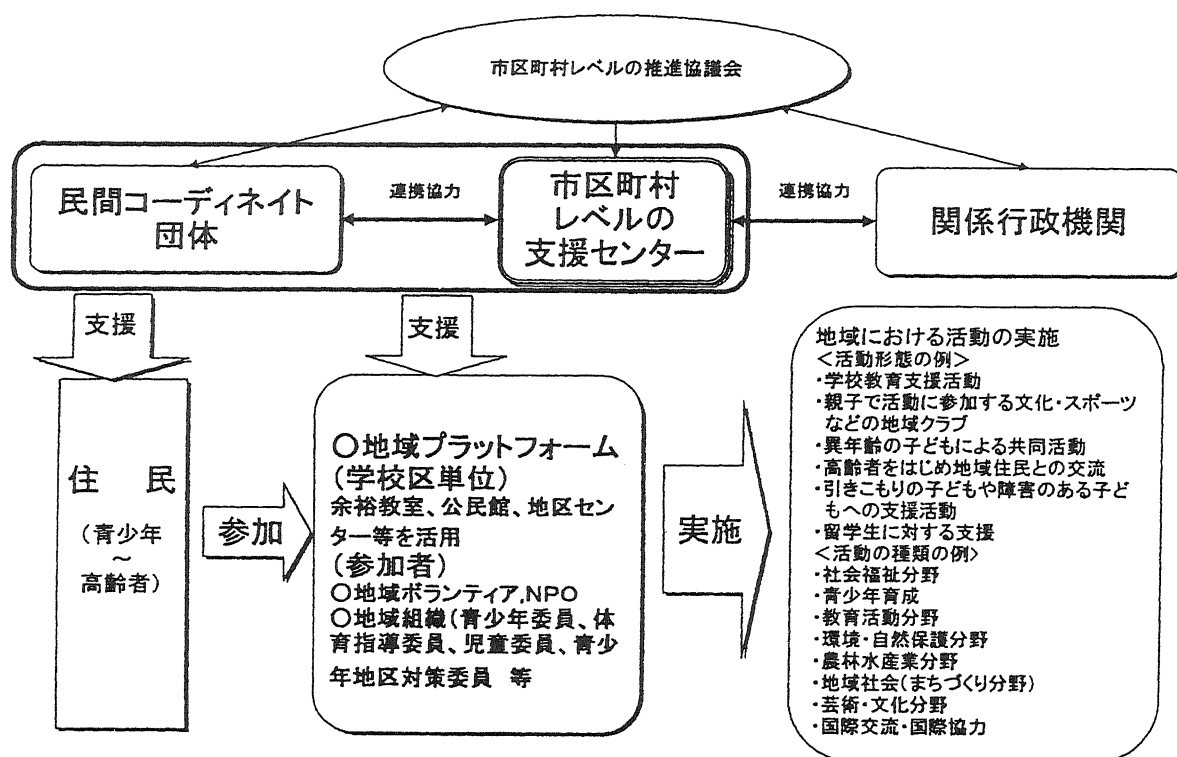 市区町村レベルの推進協議会
民間コーディネイト
団体
連携協力
市区町村
レベルの
支援センター
連携協力
関係行政機関
支援
支援
住　民
(青少年
～
高齢者)
参加
○地域プラットフォーム
(学校区単位)
余裕教室、公民館、地区セン
ター等を活用
(参加者)
○地域ボランティア,NPO
○地域組織(青少年委員、体
育指導委員、児童委員、青少
年地区対策委員　等
実施
地域における活動の実施
<活動形態の例>
・学校教育支援活動
・親子で活動に参加する文化・スポーツ
などの地域クラブ
・異年齢の子どもによる共同活動
・高齢者をはじめ地域住民との交流
・引きこもりの子どもや障害のある子ど
もへの支援活動
・留学生に対する支援
<活動の種類の例>
・社会福祉分野
・青少年育成
・教育活動分野
・環境・自然保護分野
・農林水産業分野
・地域社会(まちづくり分野)
・芸術・文化分野
・国際交流・国際協力